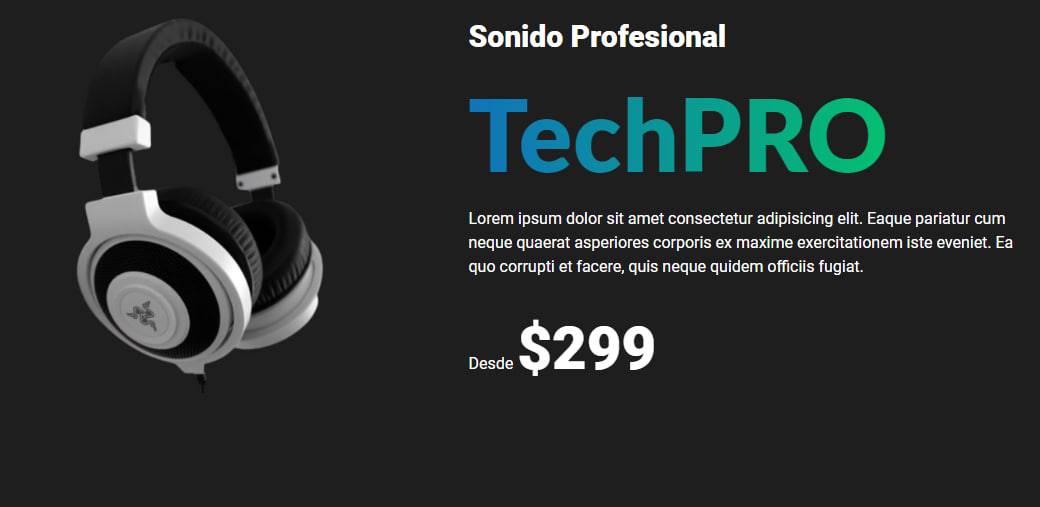 Sonido Profesional
TechPRO
Lorem ipsum dolor sit amet consectetur adipisicing elit. Eaque pariatur cum
neque quaerat asperiores corporis ex maxime exercitationem iste eveniet. Ea
quo corrupti et facere, quis neque quidem officiis fugiat.
Desde $299